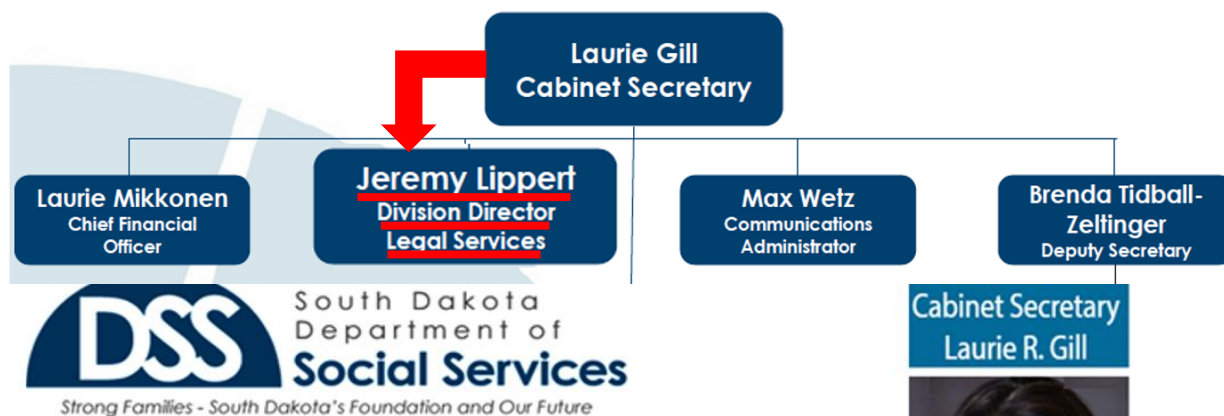 Laurie Gill
Cabinet Secretary
Laurie Mikkonen
Chief Financial
Officer
Jeremy Lippert
Division Director
Legal Services
Max Wetz
Communications
Administrator
Brenda Tidball-
Zeltinger
Deputy Secretary
DSS
South Dakota
Department of
Social Services
Strong Families - South Dakota's Foundation and Our Future
Cabinet Secretary
Laurie R. Gill